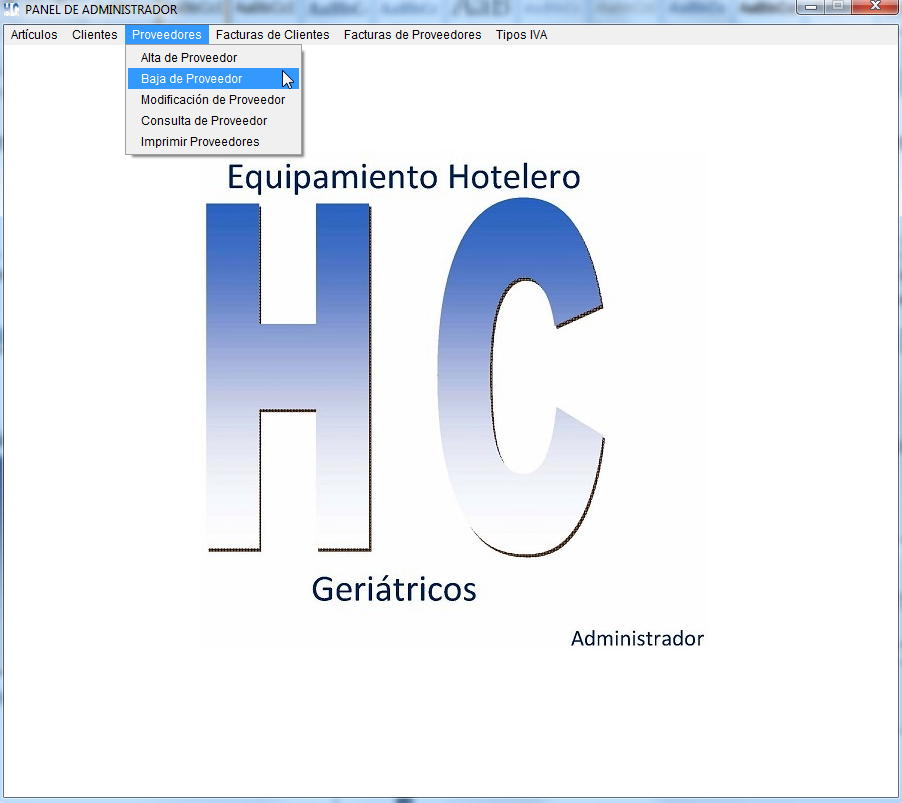 HC PANEL DE ADMINISTRADOR
Artículos Clientes Proveedores Facturas de Clientes Facturas de Proveedores Tipos IVA
Alta de Proveedor
Baja de Proveedor
Modificación de Proveedor
Consulta de Proveedor
Imprimir Proveedores
Equipamiento Hotelero
HC
Geriátricos
Administrador